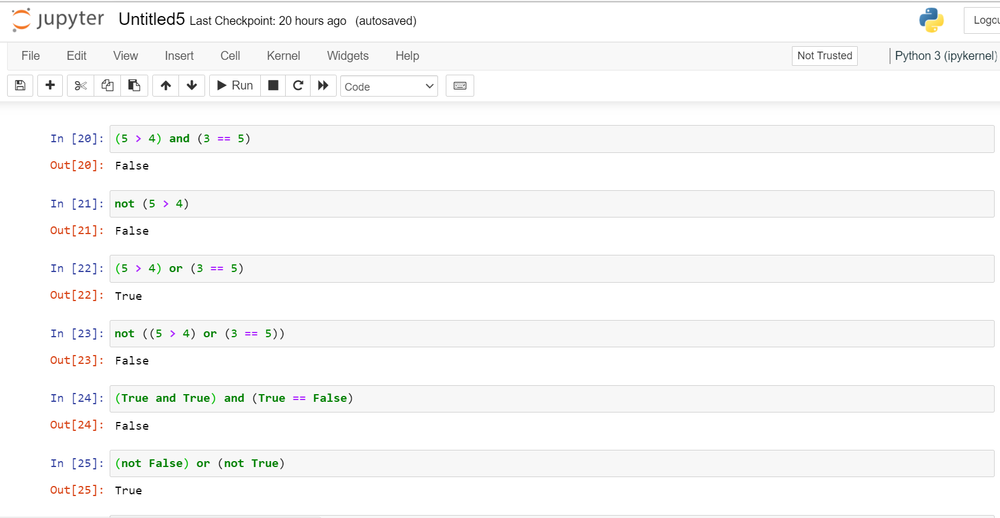 jupyter Untitled5 Last Checkpoint: 20 hours ago (autosaved)
File Edit View Insert Cell Kernel Widgets Help Not Trusted Python 3 (ipykernel)
Run Code
In [20]: (5 > 4) and (3 == 5)
Out[20]: False
In [21]: not (5 > 4)
Out[21]: False
In [22]: (5 > 4) or (3 == 5)
Out[22]: True
In [23]: not ((5 > 4) or (3 == 5))
Out[23]: False
In [24]: (True and True) and (True == False)
Out[24]: False
In [25]: (not False) or (not True)
Out[25]: True